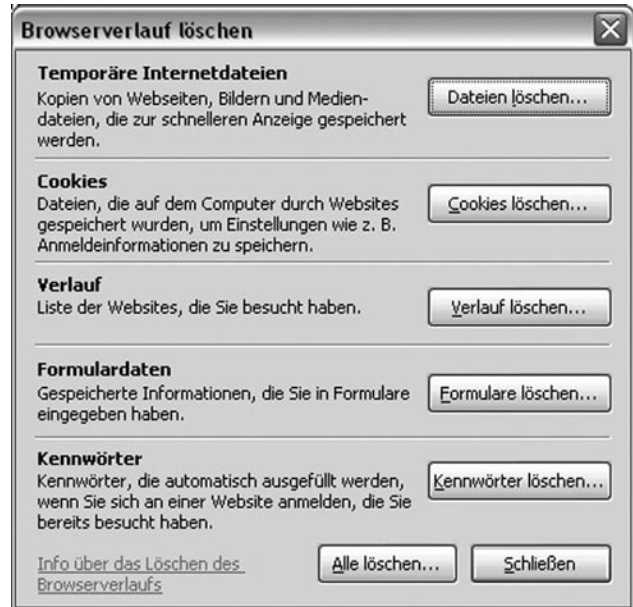 Browserverlauf löschen
Temporäre Internetdateien
Kopien von Webseiten, Bildern und Medien-
dateien, die zur schnelleren Anzeige gespeichert
werden.
Dateien löschen...
Cookies
Dateien, die auf dem Computer durch Websites
gespeichert wurden, um Einstellungen wie z. B.
Anmeldeinformationen zu speichern.
Cookies löschen...
Verlauf
Liste der Websites, die Sie besucht haben.
Verlauf löschen...
Formulardaten
Gespeicherte Informationen, die Sie in Formulare
eingegeben haben.
Formulare löschen...
Kennwörter
Kennwörter, die automatisch ausgefüllt werden,
wenn Sie sich an einer Website anmelden, die Sie
bereits besucht haben.
Kennwörter löschen...
Info über das Löschen des
Browserverlaufs
Alle löschen...
Schließen